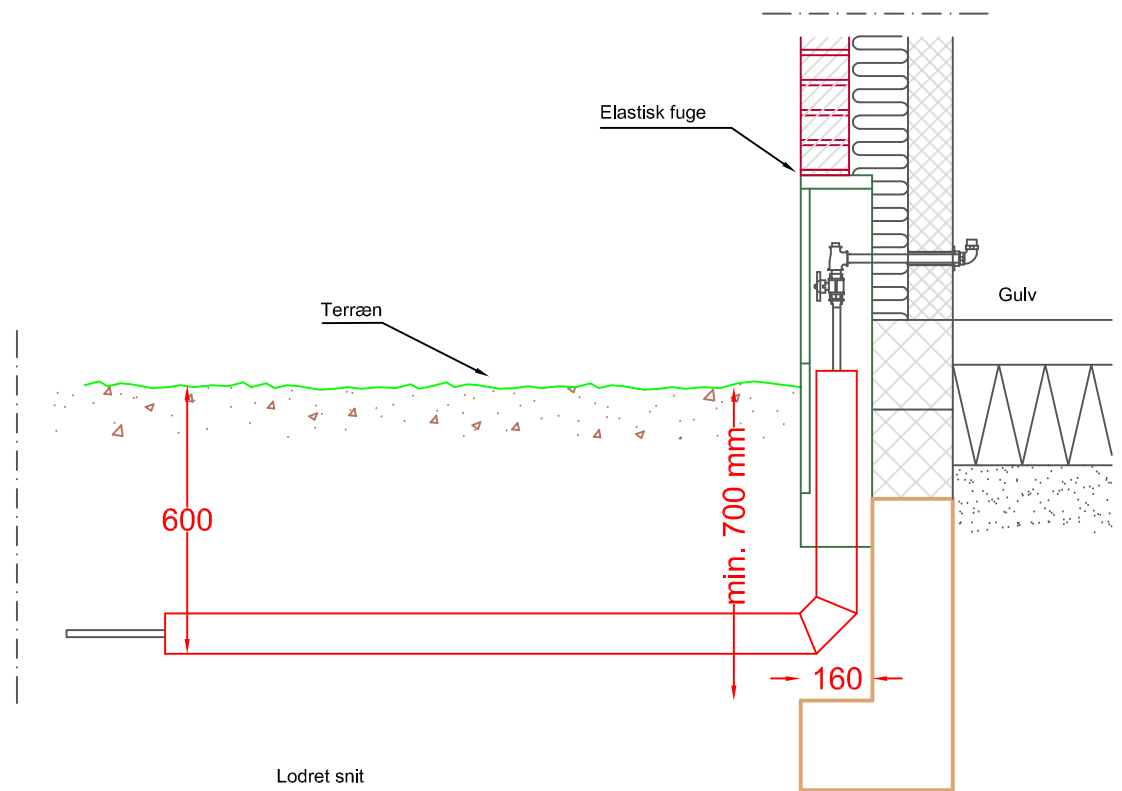 Elastisk fuge
Gulv
Terræn
600
min. 700 mm
160
Lodret snit